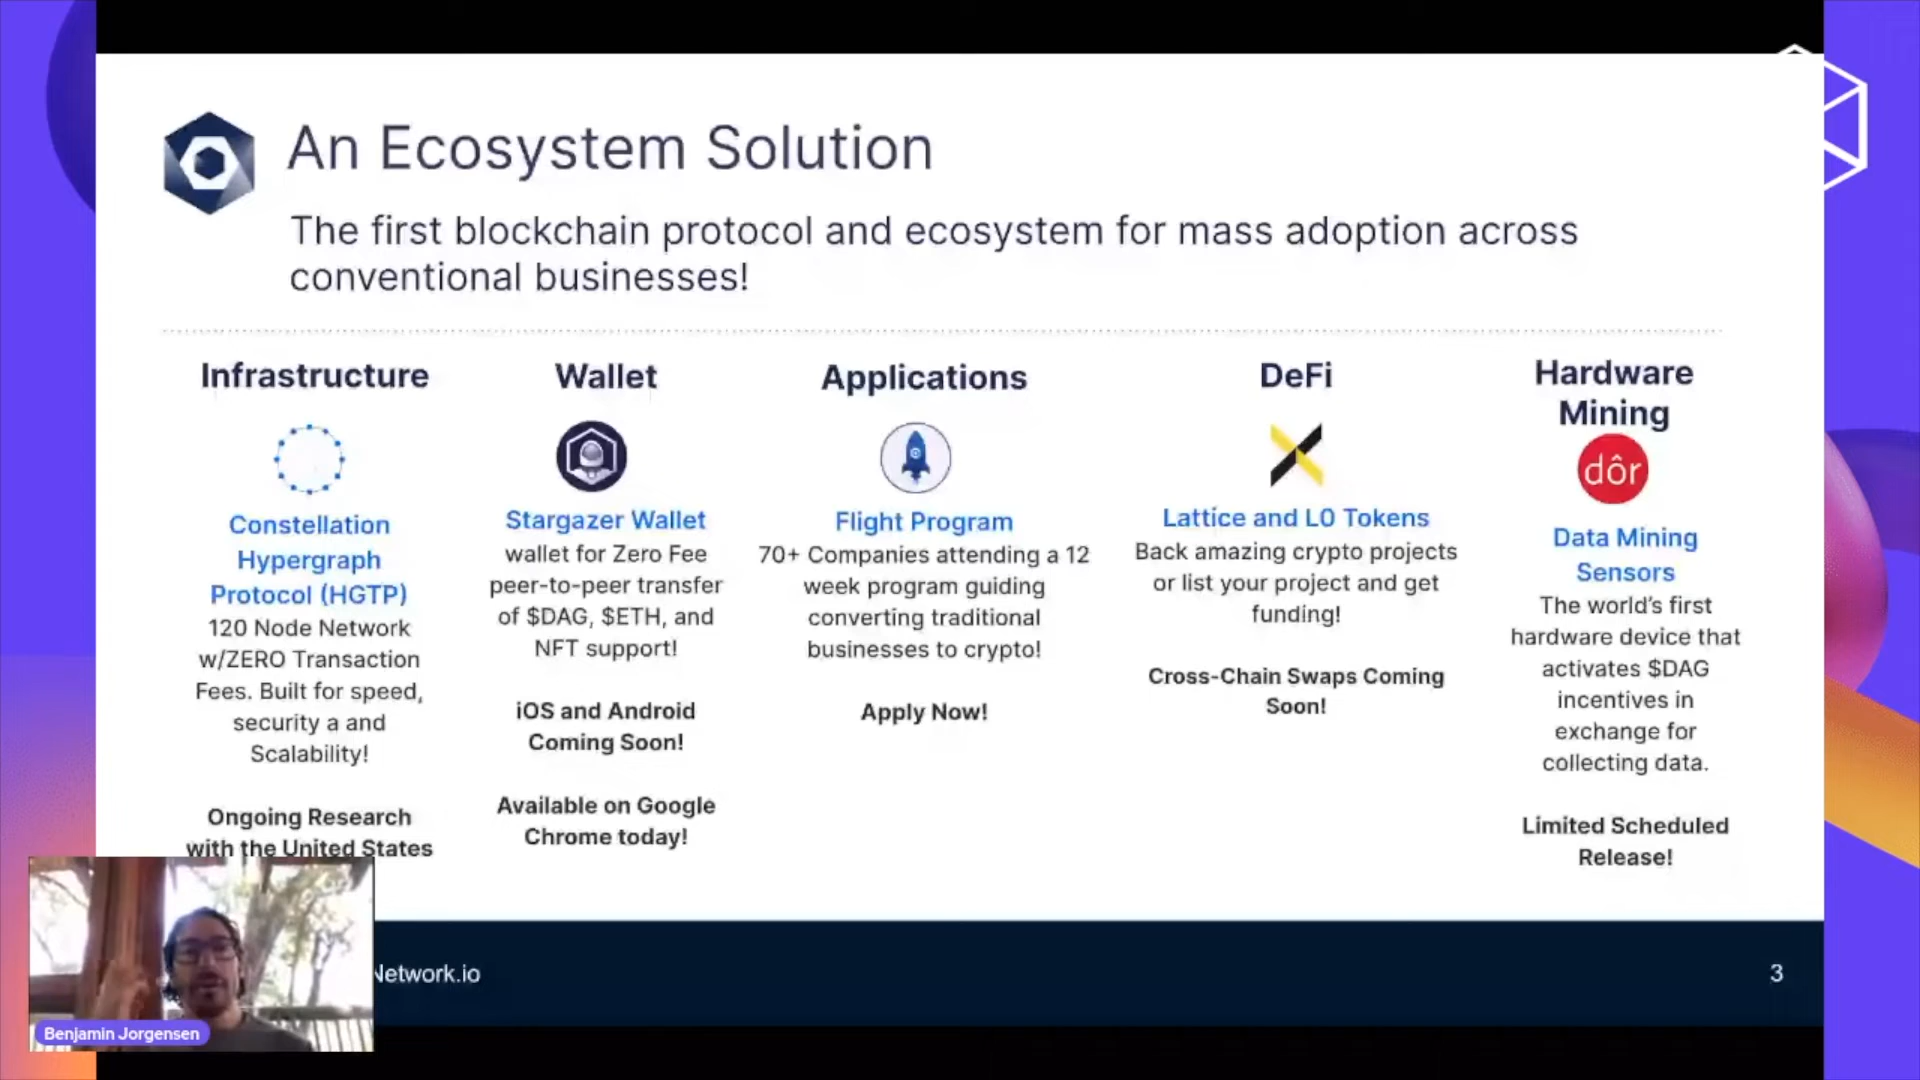 An Ecosystem Solution
The first blockchain protocol and ecosystem for mass adoption across
conventional businesses!
Infrastructure
Constellation
Hypergraph
Protocol (HGTP)
120 Node Network
w/ZERO Transaction
Fees. Built for speed,
security a and
Scalability!
Ongoing Research
with the United States
Wallet
Stargazer Wallet
wallet for Zero Fee
peer-to-peer transfer
of $DAG, $ETH, and
NFT support!
iOS and Android
Coming Soon!
Available on Google
Chrome today!
Applications
Flight Program
70+ Companies attending a 12
week program guiding
converting traditional
businesses to crypto!
Apply Now!
DeFi
Lattice and L0 Tokens
Back amazing crypto projects
or list your project and get
funding!
Cross-Chain Swaps Coming
Soon!
Hardware
Mining
dôr
Data Mining
Sensors
The world's first
hardware device that
activates $DAG
incentives in
exchange for
collecting data.
Limited Scheduled
Release!
Network.io
3
Benjamin Jorgensen